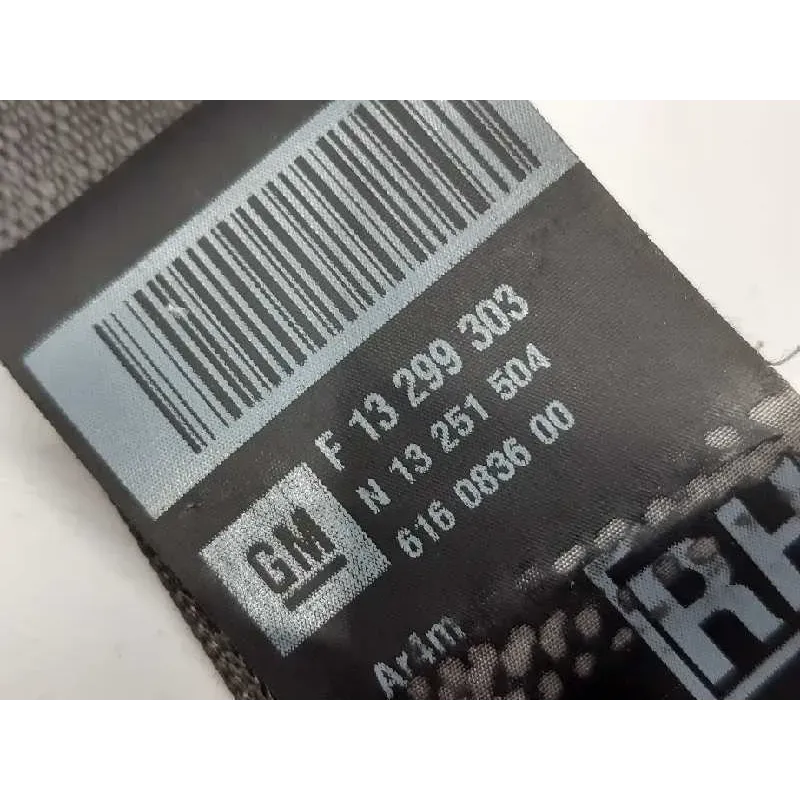 F 13 299 303
N 13 251 504
616 0836 00
GM
Ar4m
RH